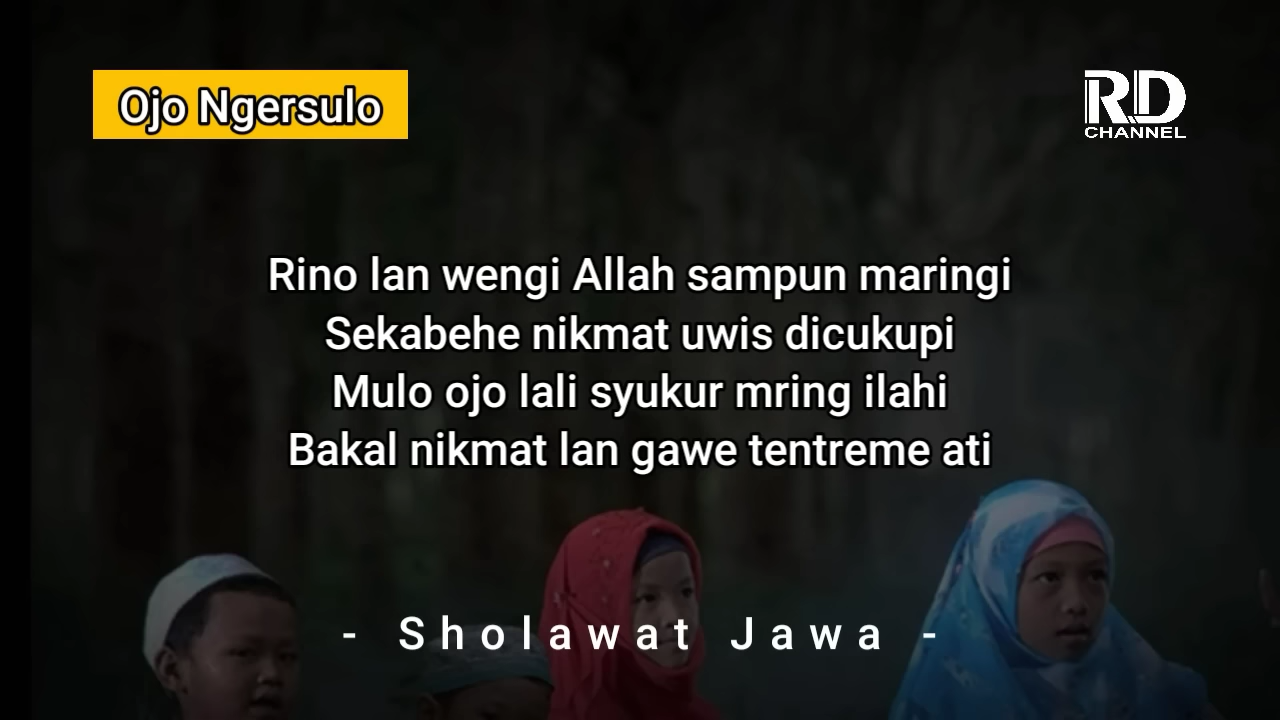 Ojo Ngersulo
RD
CHANNEL
Rino lan wengi Allah sampun maringi
Sekabehe nikmat uwis dicukupi
Mulo ojo lali syukur mring ilahi
Bakal nikmat lan gawe tentreme ati
- Sholawat Jawa -